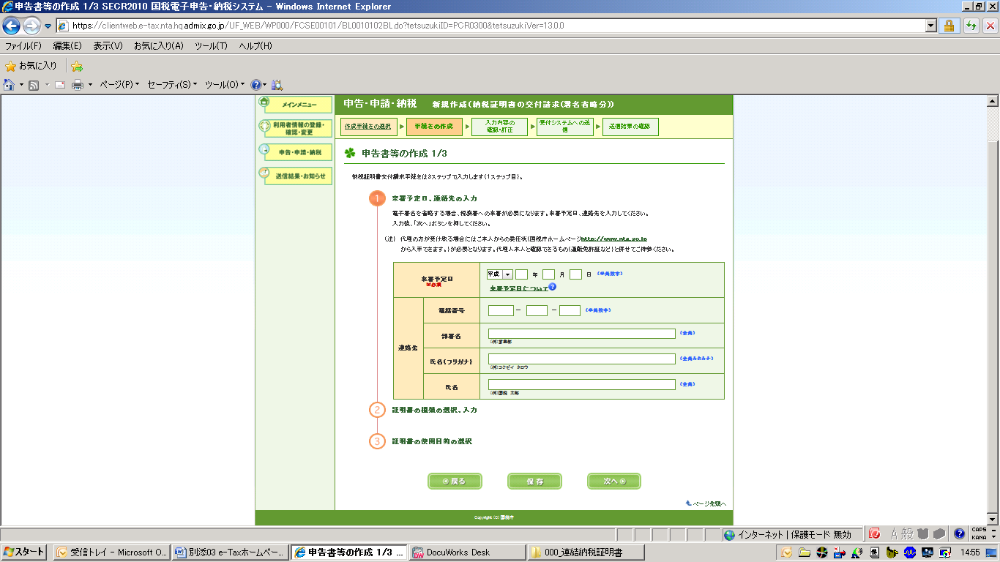 申告書等の作成 1/3 SECR2010 国税電子申告・納税システム - Windows Internet Explorer
https://clientweb.e-tax.nta.hq.admix.go.jp/UF_WEB/WP000/FCSE00101/BL0010102BL.do?tetsuzukiID=PCR0300&tetsuzukiVer=13.0.0
ファイル(F) 編集(E) 表示(V) お気に入り(A) ツール(T) ヘルプ(H)
お気に入り
ページ(P) セーフティ(S) ツール(O)
メインメニュー
利用者情報の登録・
確認・変更
申告・申請・納税
送信結果・お知らせ
申告・申請・納税 新規作成(納税証明書の交付請求(署名省略分))
作成手続きの選択 手続きの作成 入力内容の
確認・訂正 受付システムへの送
信 送信結果の確認
申告書等の作成 1/3
納税証明書交付請求手続きは3ステップで入力します(1ステップ目)。
1 来署予定日、連絡先の入力
電子署名を省略する場合、税務署への来署が必要になります。来署予定日、連絡先を入力してください。
入力後、「次へ」ボタンを押してください。
(注) 代理の方が受け取る場合にはご本人からの委任状(国税庁ホームページhttp://www.nta.go.jp
から入手できます。)が必要となります。代理人本人と確認できるもの(運転免許証など)と併せてご持参ください。
来署予定日
※必須
平成 年 月 日 (半角数字)
来署予定日について
連絡先
電話番号 - - (半角数字)
部署名 (全角)
(例)営業部
氏名(フリガナ) (全角カタカナ)
(例)コクゼイ タロウ
氏名 (全角)
(例)国税 太郎
2 証明書の種類の選択、入力
3 証明書の使用目的の選択
戻る 保存 次へ
ページ先頭へ
Copyright (C) 国税庁
インターネット | 保護モード: 無効
A 般
CAPS
KANA
スタート 受信トレイ - Microsoft O... 別添03 e-Taxホームペー... 申告書等の作成 1/3 ... DocuWorks Desk 000_連結納税証明書 14:55